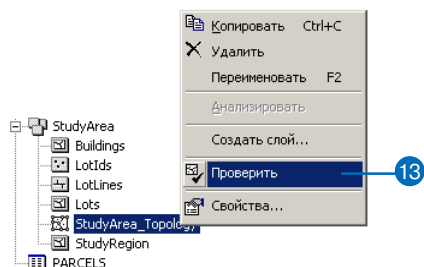 Копировать Ctrl+C
Удалить
Переименовать F2
Анализировать
Создать слой...
Проверить
13
Свойства...
StudyArea
Buildings
LotIds
LotLines
Lots
StudyArea_Topology
StudyRegion
PARCELS